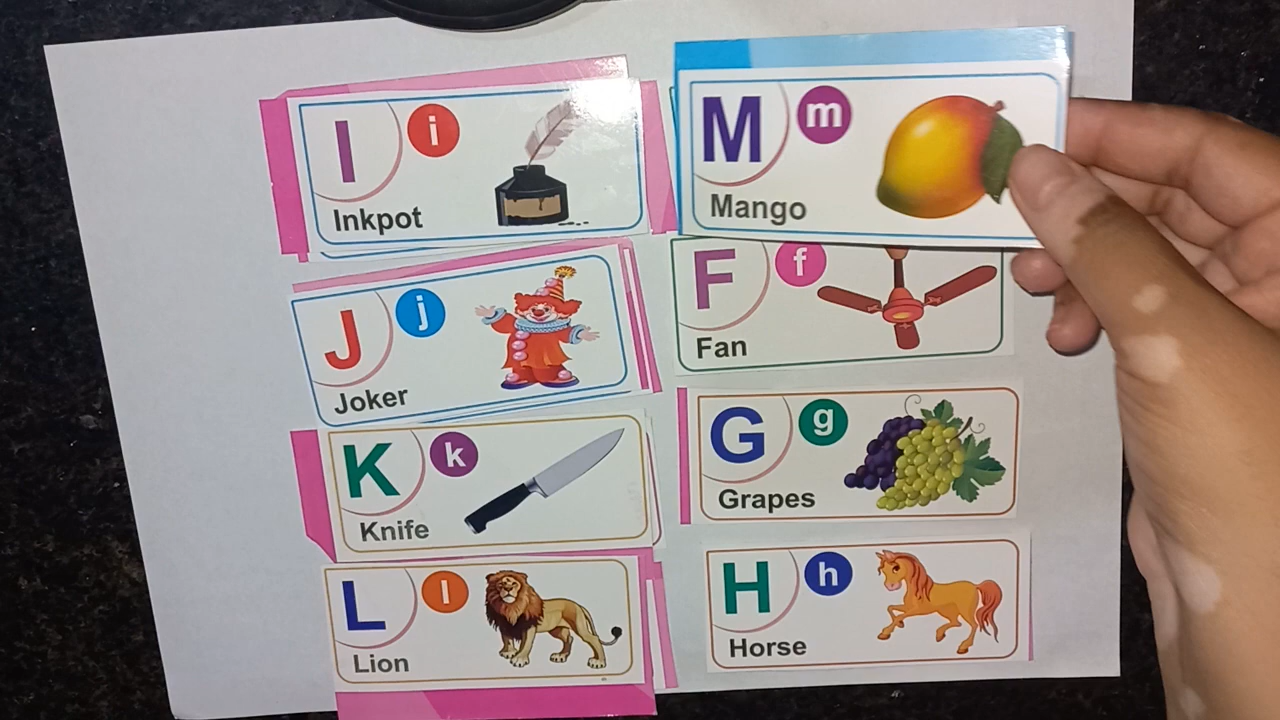 I i
Inkpot
J j
Joker
K k
Knife
L l
Lion
M m
Mango
F f
Fan
G g
Grapes
H h
Horse